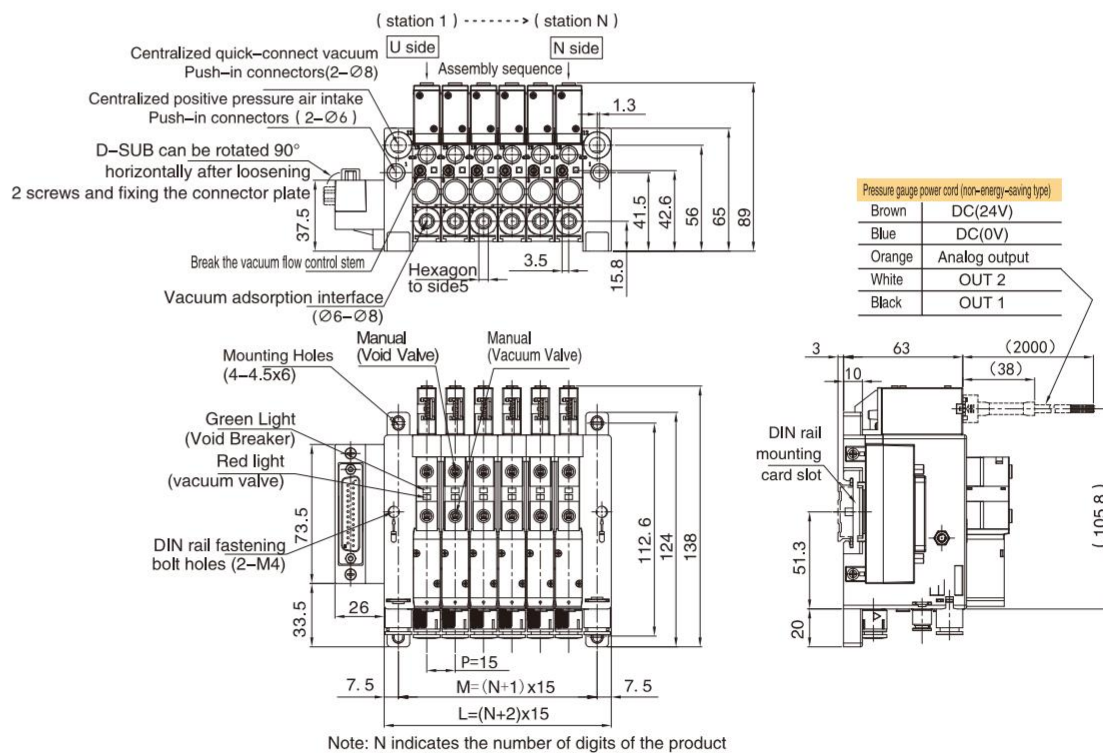 ( station 1 ) ( station N )
U side
N side
Assembly sequence
Centralized quick-connect vacuum
Push-in connectors(2-Ø8)
Centralized positive pressure air intake
Push-in connectors ( 2-Ø6 )
D-SUB can be rotated 90°
horizontally after loosening
2 screws and fixing the connector plate
37.5
Break the vacuum flow control stem
Vacuum adsorption interface
(Ø6-Ø8)
Hexagon
to side5
3.5
15.8
1.3
41.5
42.6
56
65
89
Pressure gauge power cord (non-energy-saving type)
Brown DC(24V)
Blue DC(0V)
Orange Analog output
White OUT 2
Black OUT 1
Mounting Holes
(4-4.5x6)
Manual
(Void Valve)
Manual
(Vacuum Valve)
Green Light
(Void Breaker)
Red light
(vacuum valve)
DIN rail fastening
bolt holes (2-M4)
73.5
33.5
26
112.6
124
138
P=15
7.5
M=(N+1)x15
7.5
L=(N+2)x15
Note: N indicates the number of digits of the product
3
63
(2000)
10
(38)
DIN rail
mounting
card slot
51.3
20
(105.8)